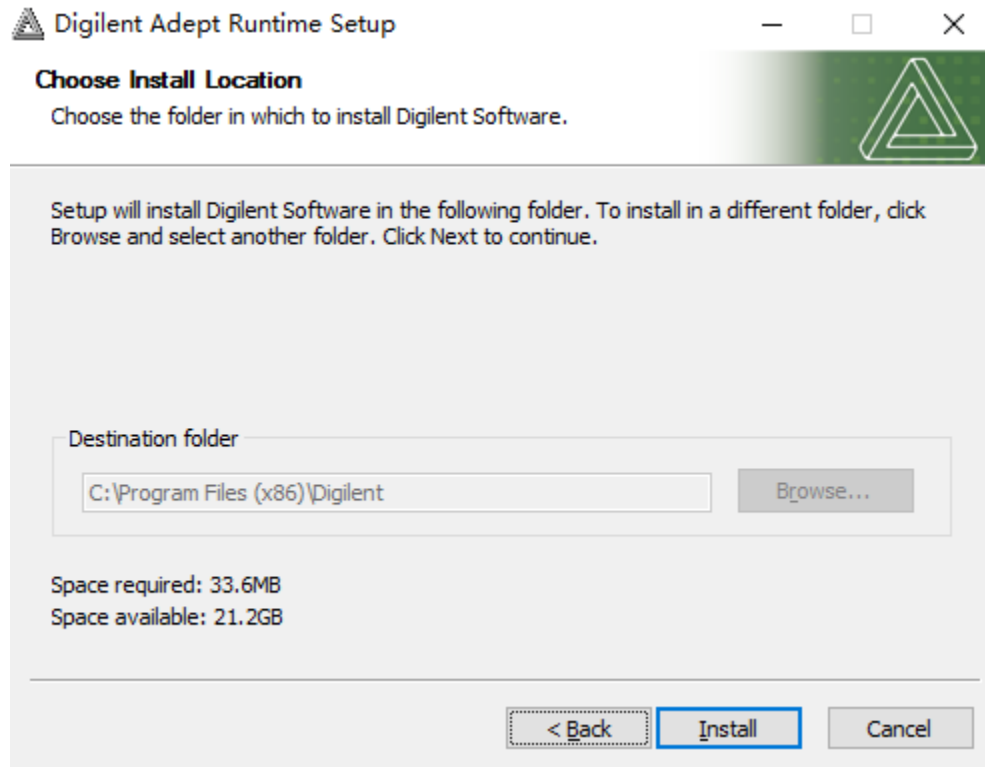 Digilent Adept Runtime Setup
Choose Install Location
Choose the folder in which to install Digilent Software.
Setup will install Digilent Software in the following folder. To install in a different folder, click
Browse and select another folder. Click Next to continue.
Destination folder
C:\Program Files (x86)\Digilent
Browse...
Space required: 33.6MB
Space available: 21.2GB
< Back
Install
Cancel